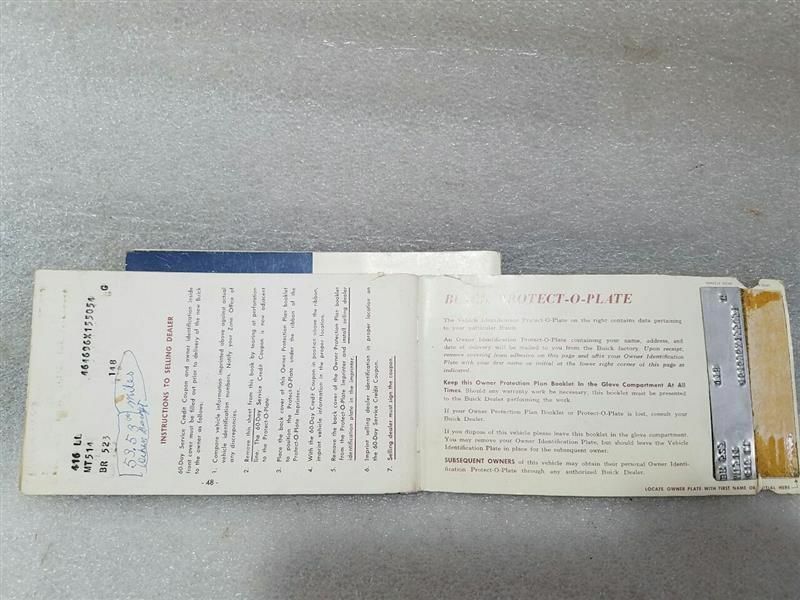 416 Lt.
464696H155054
G
MT514
148
BR 523
53,530 miles
when bought
INSTRUCTIONS TO SELLING DEALER
60-Day Service Credit Coupon and owner identification inside
front cover must be filled out prior to delivery of the new Buick
to the owner as follows:
1. Compare vehicle information imprinted above against actual
vehicle identification numbers. Notify your Zone Office of
any discrepancies.
2. Remove this sheet from this book by tearing at perforation
line. The 60-Day Service Credit Coupon is now adjacent
to the Protect-O-Plate.
3. Place the back cover of this Owner Protection Plan booklet
to position the Protect-O-Plate under the ribbon of the
Protect-O-Plate Imprinter.
4. With the 60-Day Credit Coupon in position above the ribbon,
imprint vehicle information in the proper location.
5. Remove the back cover of the Owner Protection Plan booklet
from the Protect-O-Plate Imprinter and install selling dealer
identification plate in the imprinter.
6. Imprint selling dealer identification in proper location on
the 60-Day Service Credit Coupon.
7. Selling dealer must sign the coupon.
- 48 -
BUICK PROTECT-O-PLATE
The Vehicle Identification Protect-O-Plate on the right contains data pertaining
to your particular Buick.
An Owner Identification Protect-O-Plate containing your name, address, and
date of delivery will be mailed to you from the Buick factory. Upon receipt,
remove covering from adhesive on this page and affix your Owner Identification
Plate with your first name or initial at the lower right corner of this page as
indicated.
Keep this Owner Protection Plan Booklet In the Glove Compartment At All
Times. Should any warranty work be necessary, this booklet must be presented
to the Buick Dealer performing the work.
If your Owner Protection Booklet or Protect-O-Plate is lost, consult your
Buick Dealer.
If you dispose of this vehicle please leave this booklet in the glove compartment.
You may remove your Owner Identification Plate, but should leave the Vehicle
Identification Plate in place for the subsequent owner.
SUBSEQUENT OWNERS of this vehicle may obtain their personal Owner Identi-
fication Protect-O-Plate through any authorized Buick Dealer.
LOCATE OWNER PLATE WITH FIRST NAME OR INITIAL HERE